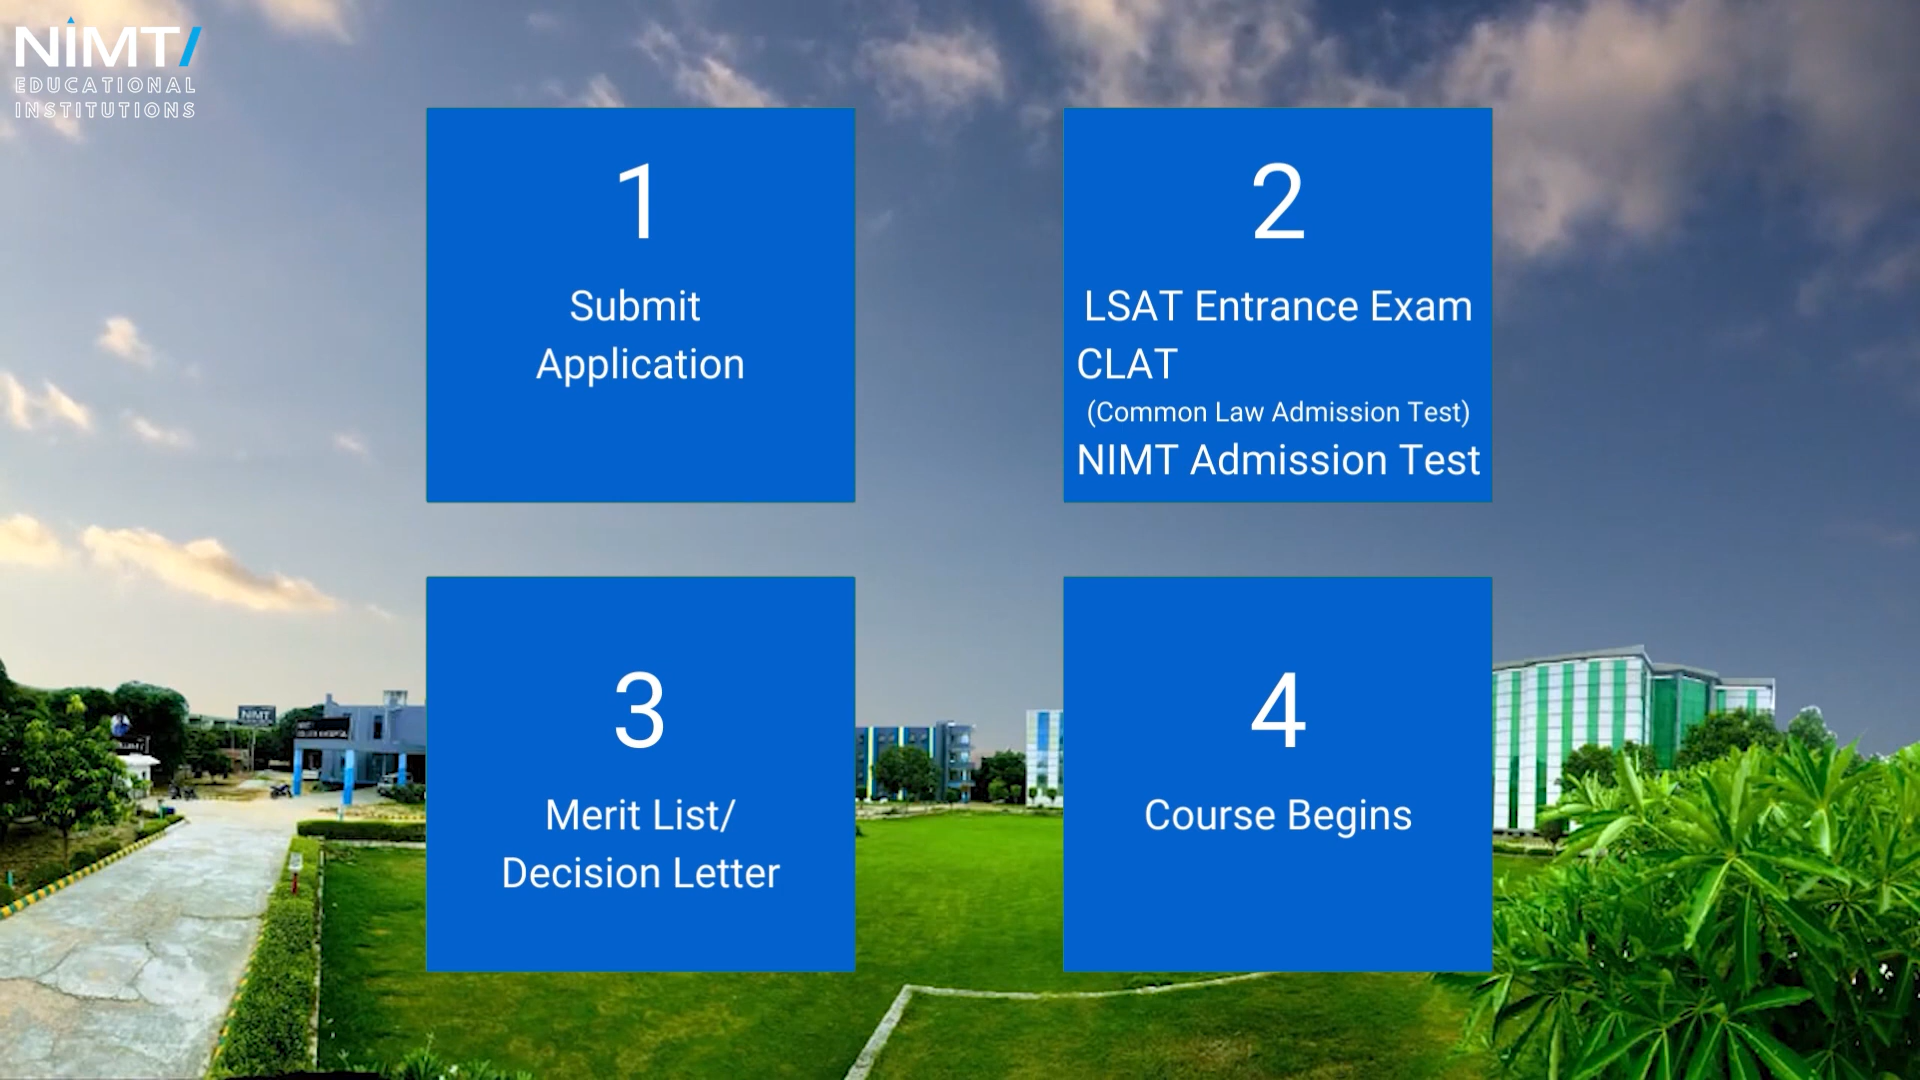 NIMT/
EDUCATIONAL
INSTITUTIONS
1
Submit
Application
2
LSAT Entrance Exam
CLAT
(Common Law Admission Test)
NIMT Admission Test
3
Merit List/
Decision Letter
4
Course Begins
NIMT